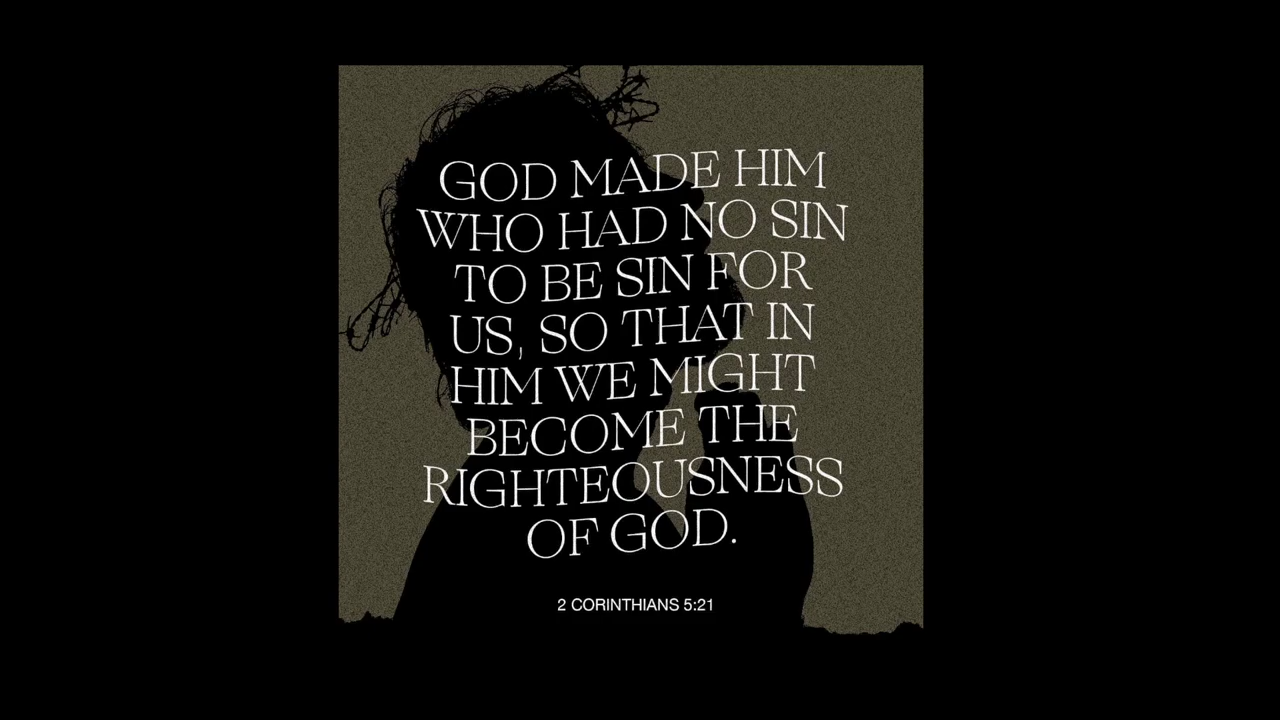 GOD MADE HIM
WHO HAD NO SIN
TO BE SIN FOR
US, SO THAT IN
HIM WE MIGHT
BECOME THE
RIGHTEOUSNESS
OF GOD.
2 CORINTHIANS 5:21